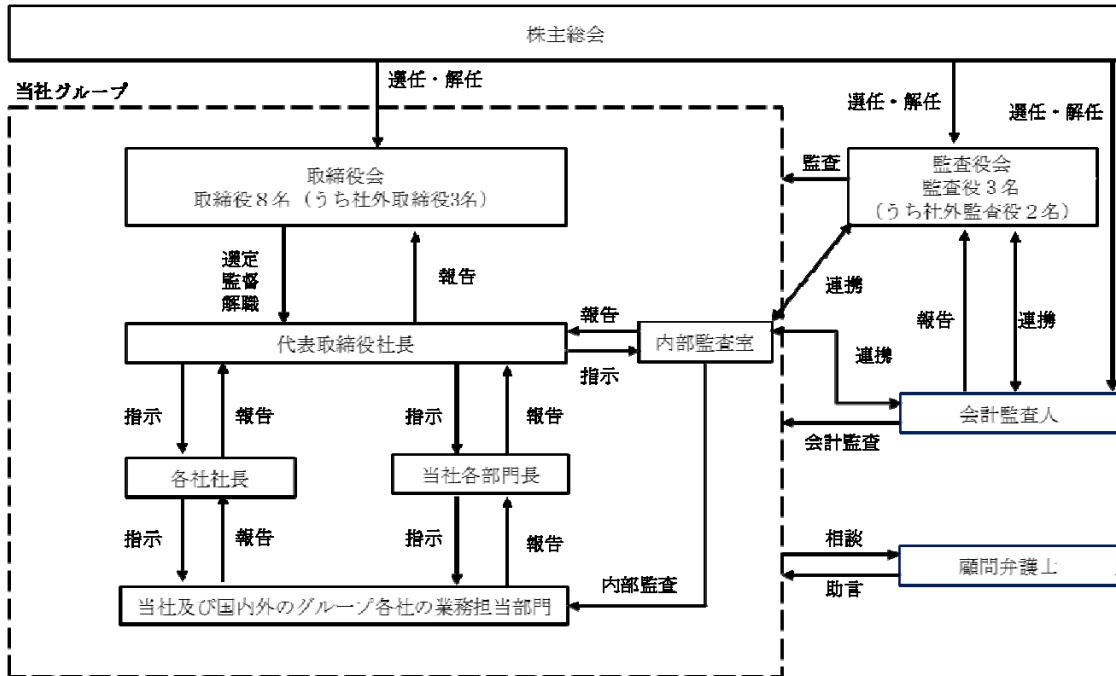 株主総会
当社グループ
選任・解任
選任・解任
選任・解任
取締役会
取締役8名（うち社外取締役3名）
監査
監査役会
監査役３名
（うち社外監査役２名）
選定
監督
解職
報告
連携
報告
連携
代表取締役社長
報告
指示
内部監査室
連携
指示
報告
指示
報告
会計監査人
会計監査
各社社長
当社各部門長
指示
報告
指示
報告
相談
助言
顧問弁護士
内部監査
当社及び国内外のグループ各社の業務担当部門